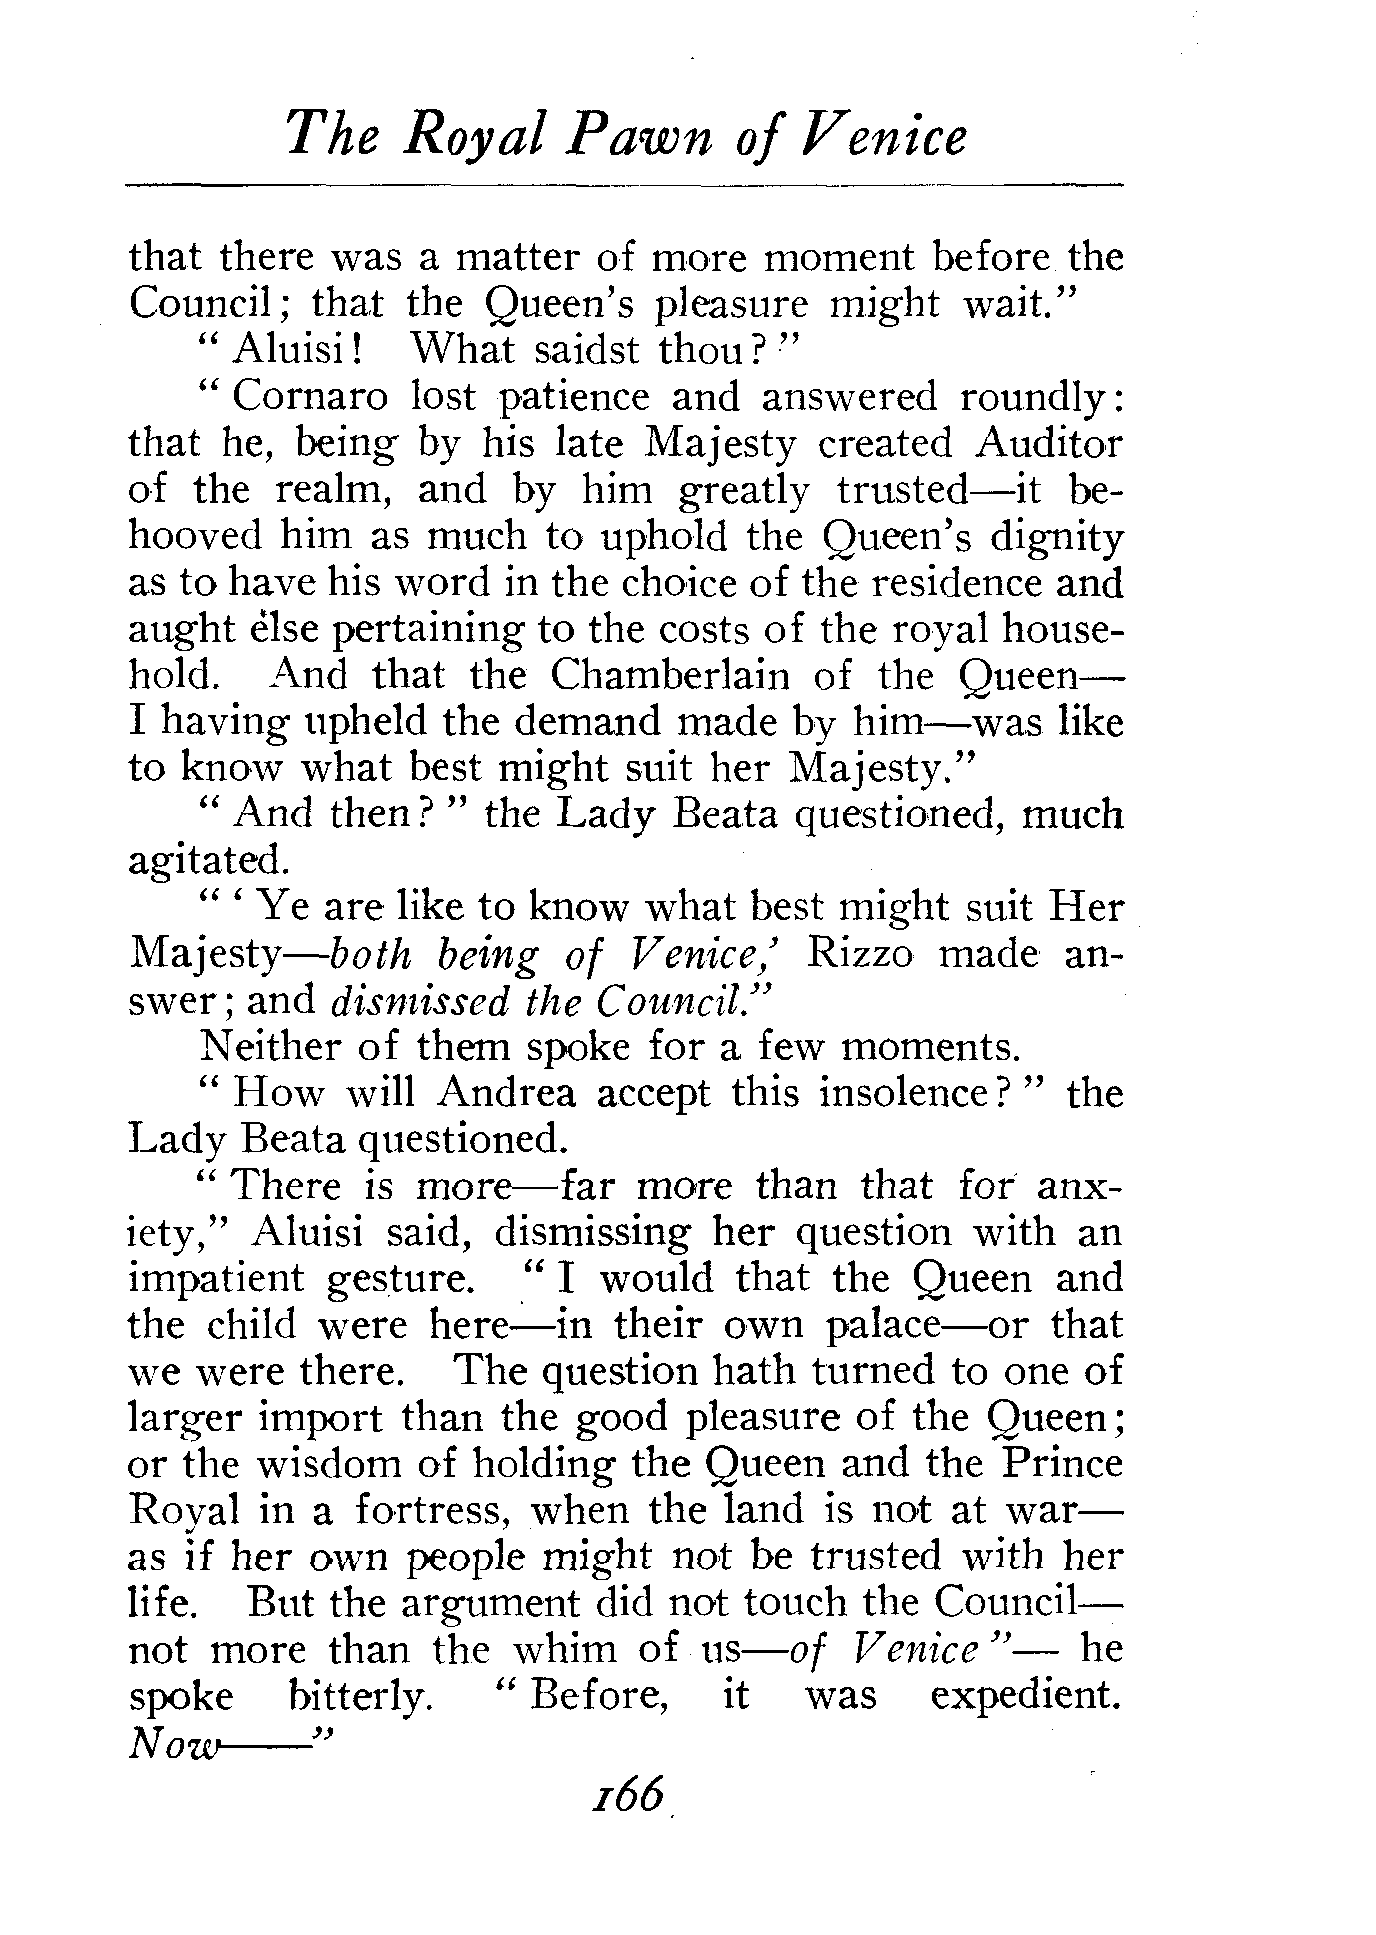 The Royal Pawn of Venice
that there was a matter of more moment before the
Council; that the Queen's pleasure might wait."
"Aluisi! What saidst thou?"
"Cornaro lost patience and answered roundly:
that he, being by his late Majesty created Auditor
of the realm, and by him greatly trusted—it be-
hooved him as much to uphold the Queen's dignity
as to have his word in the choice of the residence and
aught else pertaining to the costs of the royal house-
hold. And that the Chamberlain of the Queen—
I having upheld the demand made by him—was like
to know what best might suit her Majesty."
"And then?" the Lady Beata questioned, much
agitated.
"'Ye are like to know what best might suit Her
Majesty—both being of Venice,' Rizzo made an-
swer; and dismissed the Council."
Neither of them spoke for a few moments.
"How will Andrea accept this insolence?" the
Lady Beata questioned.
"There is more—far more than that for anx-
iety," Aluisi said, dismissing her question with an
impatient gesture. "I would that the Queen and
the child were here—in their own palace—or that
we were there. The question hath turned to one of
larger import than the good pleasure of the Queen;
or the wisdom of holding the Queen and the Prince
Royal in a fortress, when the land is not at war—
as if her own people might not be trusted with her
life. But the argument did not touch the Council—
not more than the whim of us—of Venice"— he
spoke bitterly. "Before, it was expedient.
Now——"
166